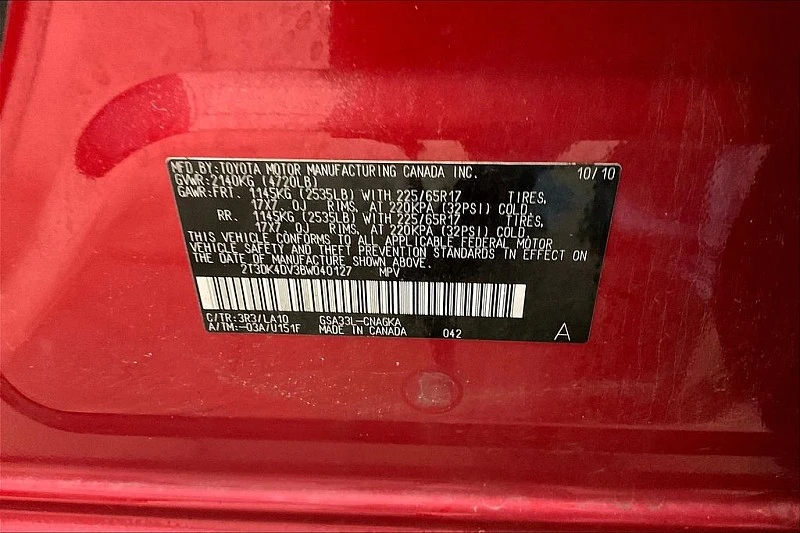 MFD.BY:TOYOTA MOTOR MANUFACTURING CANADA INC. 10/10
GVWR:2140KG (4720LB)
GAWR:FRT. 1145KG (2535LB) WITH 225/65R17 TIRES,
17X7.0J RIMS, AT 220KPA (32PSI) COLD.
RR. 1145KG (2535LB) WITH 225/65R17 TIRES,
17X7.0J RIMS, AT 220KPA (32PSI) COLD.
THIS VEHICLE CONFORMS TO ALL APPLICABLE FEDERAL MOTOR
VEHICLE SAFETY AND THEFT PREVENTION STANDARDS IN EFFECT ON
THE DATE OF MANUFACTURE SHOWN ABOVE.
2T3DK4DV3BW040127 MPV
C/TR:3R3/LA10 GSA33L-CNAGKA
A/TM:-03A/U151F MADE IN CANADA 042 A